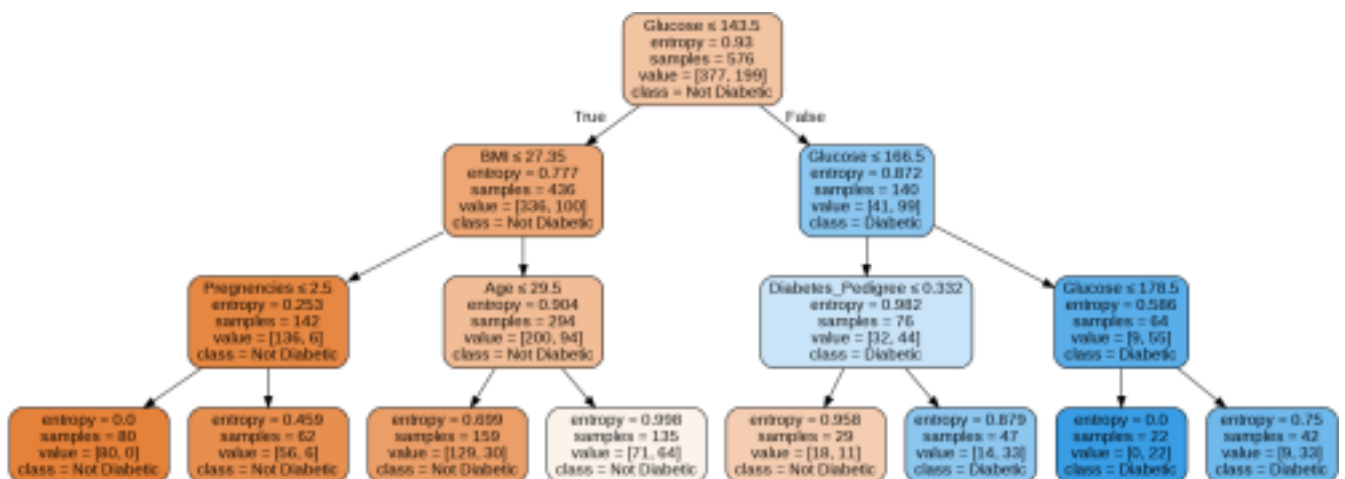 Glucose ≤ 143.5
entropy = 0.93
samples = 576
value = [377, 199]
class = Not Diabetic
True
False
BMI ≤ 27.35
entropy = 0.777
samples = 436
value = [336, 100]
class = Not Diabetic
Glucose ≤ 166.5
entropy = 0.872
samples = 140
value = [41, 99]
class = Diabetic
Pregnencies ≤ 2.5
entropy = 0.253
samples = 142
value = [136, 6]
class = Not Diabetic
Age ≤ 29.5
entropy = 0.904
samples = 294
value = [200, 94]
class = Not Diabetic
Diabetes_Pedigree ≤ 0.332
entropy = 0.982
samples = 76
value = [32, 44]
class = Diabetic
Glucose ≤ 178.5
entropy = 0.586
samples = 64
value = [9, 55]
class = Diabetic
entropy = 0.0
samples = 80
value = [80, 0]
class = Not Diabetic
entropy = 0.459
samples = 62
value = [56, 6]
class = Not Diabetic
entropy = 0.699
samples = 159
value = [129, 30]
class = Not Diabetic
entropy = 0.998
samples = 135
value = [71, 64]
class = Not Diabetic
entropy = 0.958
samples = 29
value = [18, 11]
class = Not Diabetic
entropy = 0.879
samples = 47
value = [14, 33]
class = Diabetic
entropy = 0.0
samples = 22
value = [0, 22]
class = Diabetic
entropy = 0.75
samples = 42
value = [9, 33]
class = Diabetic